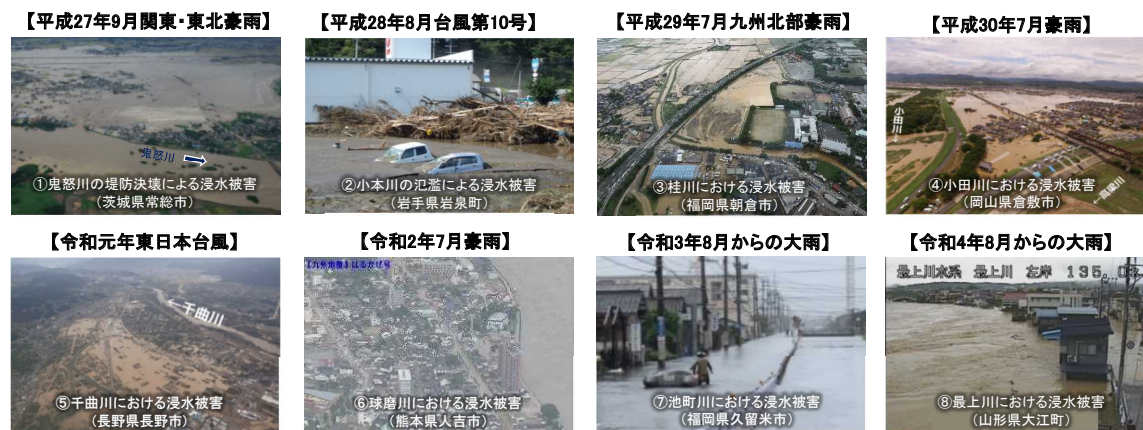 【平成27年9月関東・東北豪雨】
鬼怒川
①鬼怒川の堤防決壊による浸水被害
（茨城県常総市）
【平成28年8月台風第10号】
②小本川の氾濫による浸水被害
（岩手県岩泉町）
【平成29年7月九州北部豪雨】
③桂川における浸水被害
（福岡県朝倉市）
【平成30年7月豪雨】
小田川
④小田川における浸水被害
（岡山県倉敷市）
高梁川
【令和元年東日本台風】
千曲川
⑤千曲川における浸水被害
（長野県長野市）
【令和2年7月豪雨】
⑥球磨川における浸水被害
（熊本県人吉市）
【令和3年8月からの大雨】
⑦池町川における浸水被害
（福岡県久留米市）
【令和4年8月からの大雨】
最上川水系 最上川 左岸
⑧最上川における浸水被害
（山形県大江町）